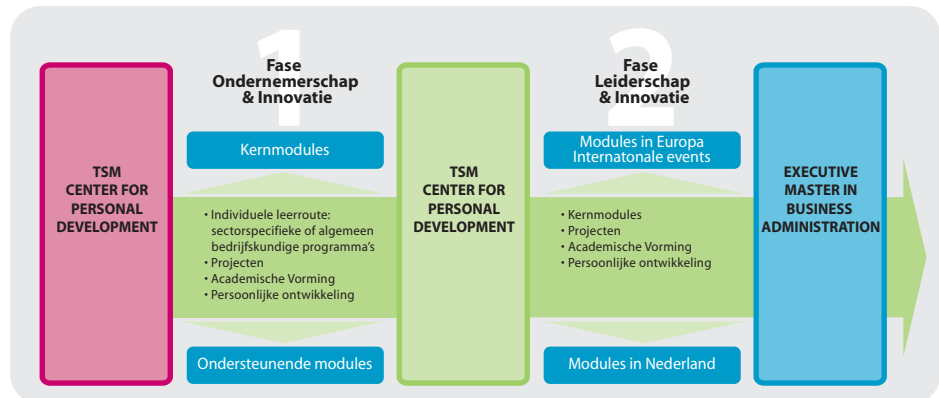 TSM
CENTER FOR
PERSONAL
DEVELOPMENT
1
Fase
Ondernemerschap
& Innovatie
Kernmodules
• Individuele leerroute:
sectorspecifieke of algemeen
bedrijfskundige programma's
• Projecten
• Academische Vorming
• Persoonlijke ontwikkeling
Ondersteunende modules
TSM
CENTER FOR
PERSONAL
DEVELOPMENT
2
Fase
Leiderschap
& Innovatie
Modules in Europa
Internatonale events
• Kernmodules
• Projecten
• Academische Vorming
• Persoonlijke ontwikkeling
Modules in Nederland
EXECUTIVE
MASTER IN
BUSINESS
ADMINISTRATION